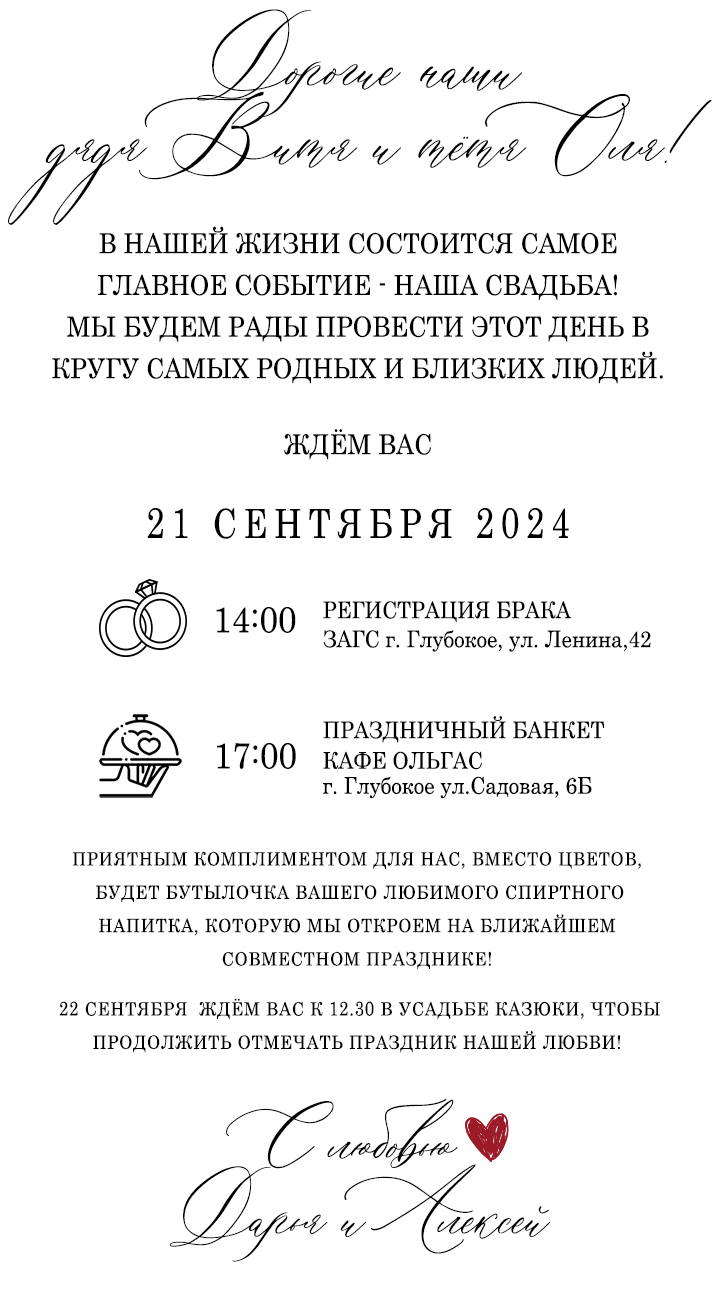 Дорогие наши
дядя Витя и тётя Оля!
В НАШЕЙ ЖИЗНИ СОСТОИТСЯ САМОЕ
ГЛАВНОЕ СОБЫТИЕ - НАША СВАДЬБА!
МЫ БУДЕМ РАДЫ ПРОВЕСТИ ЭТОТ ДЕНЬ В
КРУГУ САМЫХ РОДНЫХ И БЛИЗКИХ ЛЮДЕЙ.
ЖДЁМ ВАС
21 СЕНТЯБРЯ 2024
14:00
РЕГИСТРАЦИЯ БРАКА
ЗАГС г. Глубокое, ул. Ленина,42
17:00
ПРАЗДНИЧНЫЙ БАНКЕТ
КАФЕ ОЛЬГАС
г. Глубокое ул.Садовая, 6Б
ПРИЯТНЫМ КОМПЛИМЕНТОМ ДЛЯ НАС, ВМЕСТО ЦВЕТОВ,
БУДЕТ БУТЫЛОЧКА ВАШЕГО ЛЮБИМОГО СПИРТНОГО
НАПИТКА, КОТОРУЮ МЫ ОТКРОЕМ НА БЛИЖАЙШЕМ
СОВМЕСТНОМ ПРАЗДНИКЕ!
22 СЕНТЯБРЯ ЖДЁМ ВАС К 12.30 В УСАДЬБЕ КАЗЮКИ, ЧТОБЫ
ПРОДОЛЖИТЬ ОТМЕЧАТЬ ПРАЗДНИК НАШЕЙ ЛЮБВИ!
С любовью
Дарья и Алексей